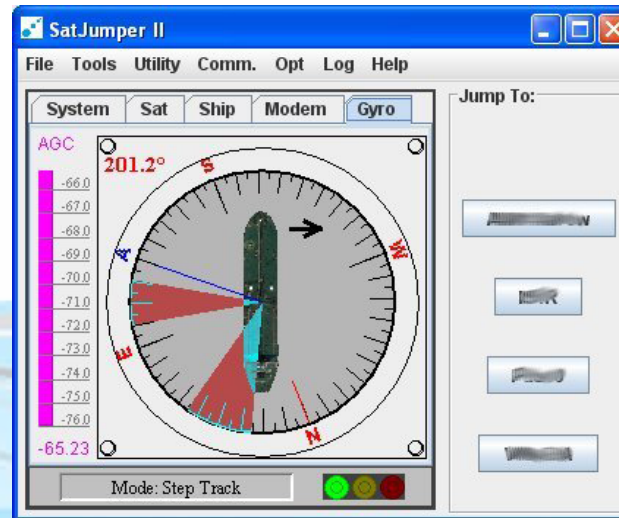 SatJumper II
File Tools Utility Comm. Opt Log Help
System Sat Ship Modem Gyro
Jump To:
AGC
201.2°
S
-66.0
-67.0
-68.0
-69.0
-70.0
-71.0
-72.0
-73.0
-74.0
-75.0
-76.0
A
W
E
N
-65.23
Mode: Step Track